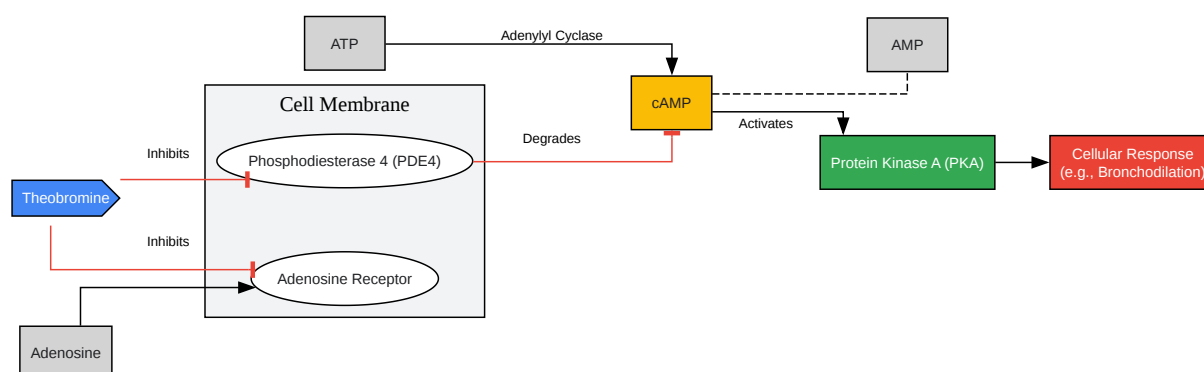 ATP
Adenylyl Cyclase
AMP
Cell Membrane
cAMP
Inhibits
Phosphodiesterase 4 (PDE4)
Degrades
Activates
Protein Kinase A (PKA)
Cellular Response
(e.g., Bronchodilation)
Theobromine
Inhibits
Adenosine Receptor
Adenosine